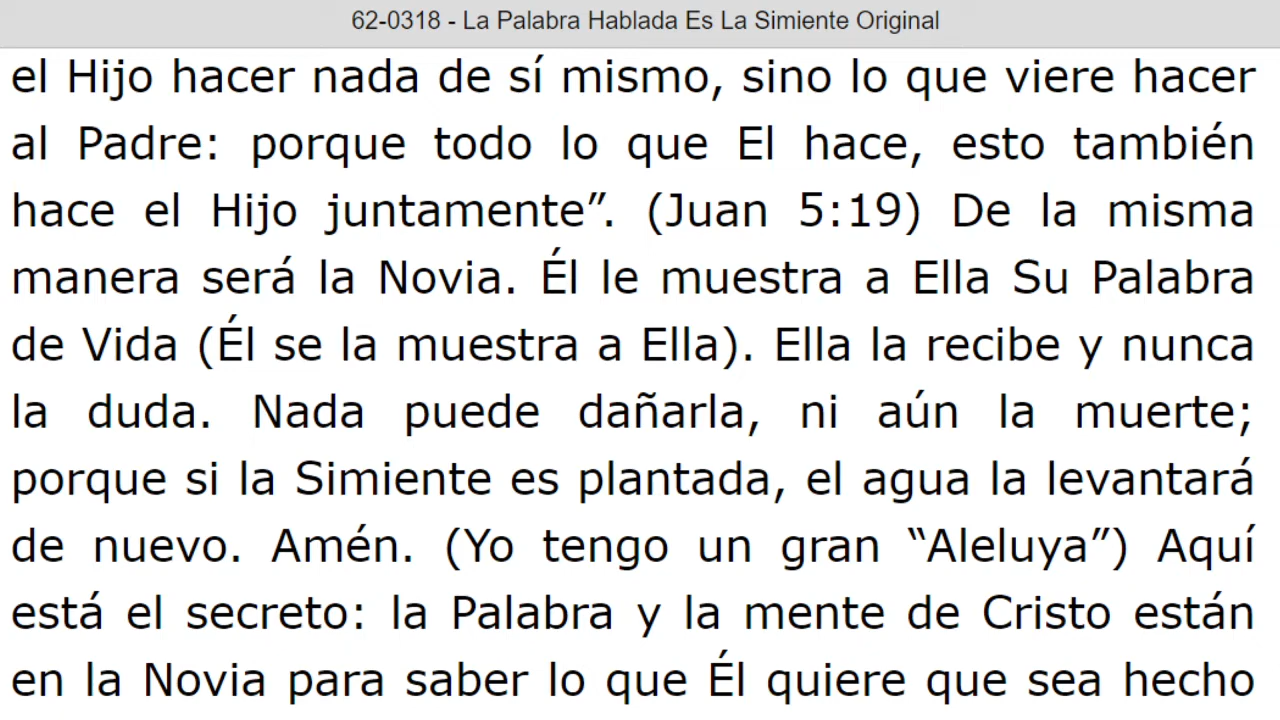 62-0318 - La Palabra Hablada Es La Simiente Original
el Hijo hacer nada de sí mismo, sino lo que viere hacer
al Padre: porque todo lo que El hace, esto también
hace el Hijo juntamente”. (Juan 5:19) De la misma
manera será la Novia. Él le muestra a Ella Su Palabra
de Vida (Él se la muestra a Ella). Ella la recibe y nunca
la duda. Nada puede dañarla, ni aún la muerte;
porque si la Simiente es plantada, el agua la levantará
de nuevo. Amén. (Yo tengo un gran “Aleluya”) Aquí
está el secreto: la Palabra y la mente de Cristo están
en la Novia para saber lo que Él quiere que sea hecho